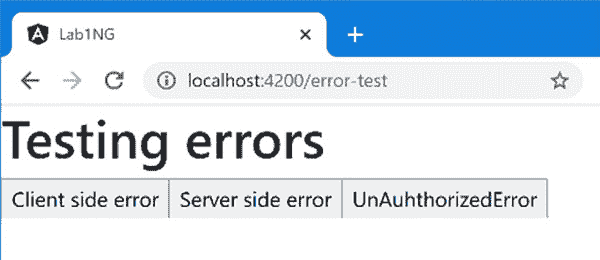 Lab1NG
localhost:4200/error-test
Testing errors
Client side error Server side error UnAuhthorizedError